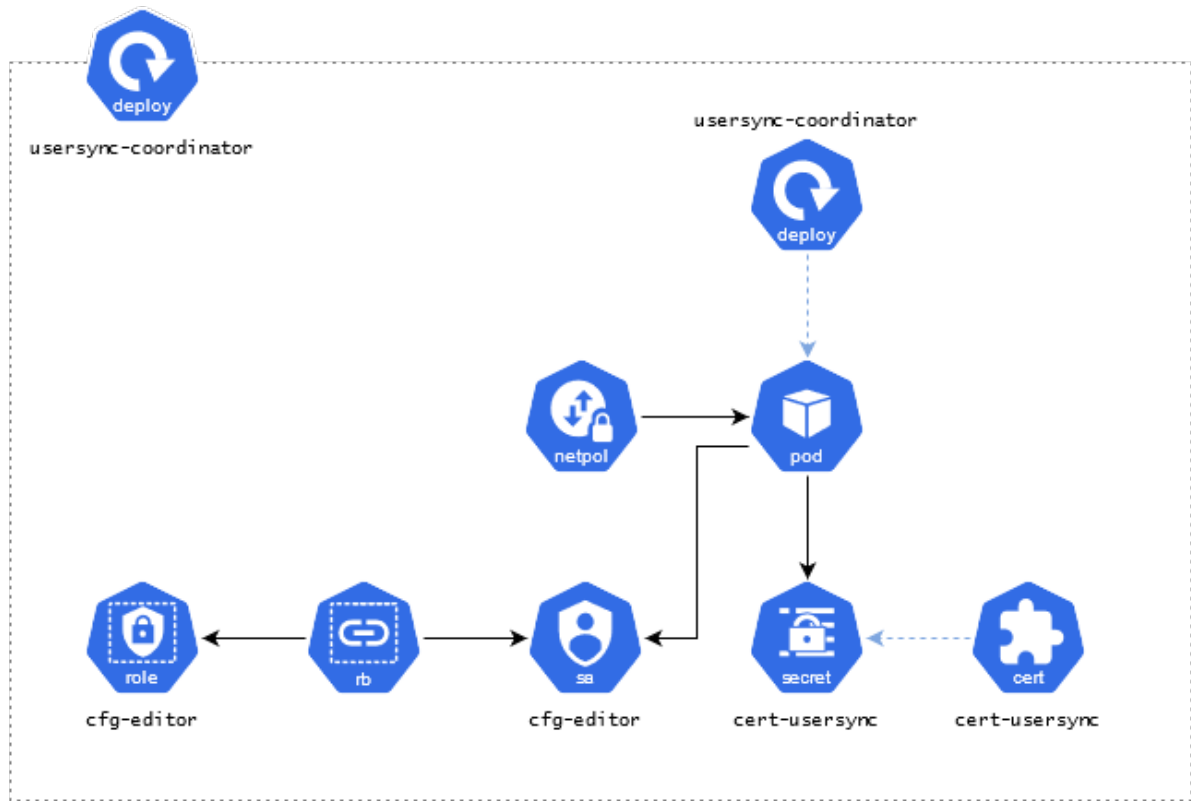 deploy
usersync-coordinator
usersync-coordinator
deploy
netpol
pod
role
rb
sa
secret
cert
cfg-editor
cfg-editor
cert-usersync
cert-usersync